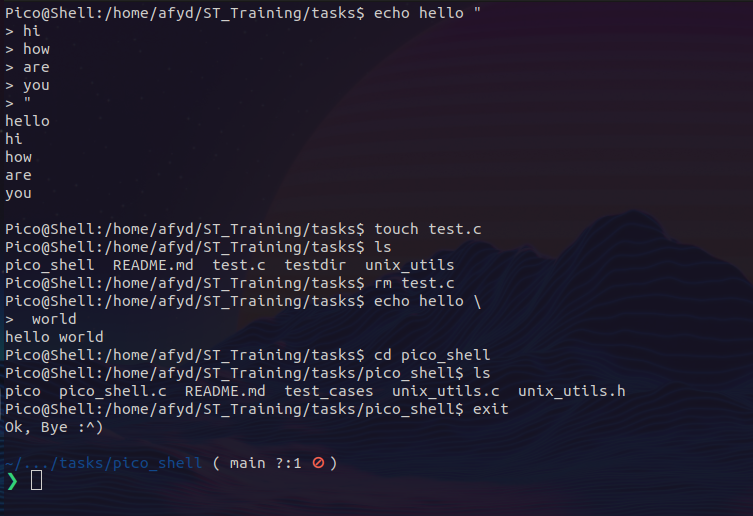 Pico@Shell:/home/afyd/ST_Training/tasks$ echo hello "
> hi
> how
> are
> you
> "
hello
hi
how
are
you
Pico@Shell:/home/afyd/ST_Training/tasks$ touch test.c
Pico@Shell:/home/afyd/ST_Training/tasks$ ls
pico_shell  README.md  test.c  testdir  unix_utils
Pico@Shell:/home/afyd/ST_Training/tasks$ rm test.c
Pico@Shell:/home/afyd/ST_Training/tasks$ echo hello \
>  world
hello world
Pico@Shell:/home/afyd/ST_Training/tasks$ cd pico_shell
Pico@Shell:/home/afyd/ST_Training/tasks/pico_shell$ ls
pico  pico_shell.c  README.md  test_cases  unix_utils.c  unix_utils.h
Pico@Shell:/home/afyd/ST_Training/tasks/pico_shell$ exit
Ok, Bye :^)
~/.../tasks/pico_shell ( main ?:1 🚫 )
❯